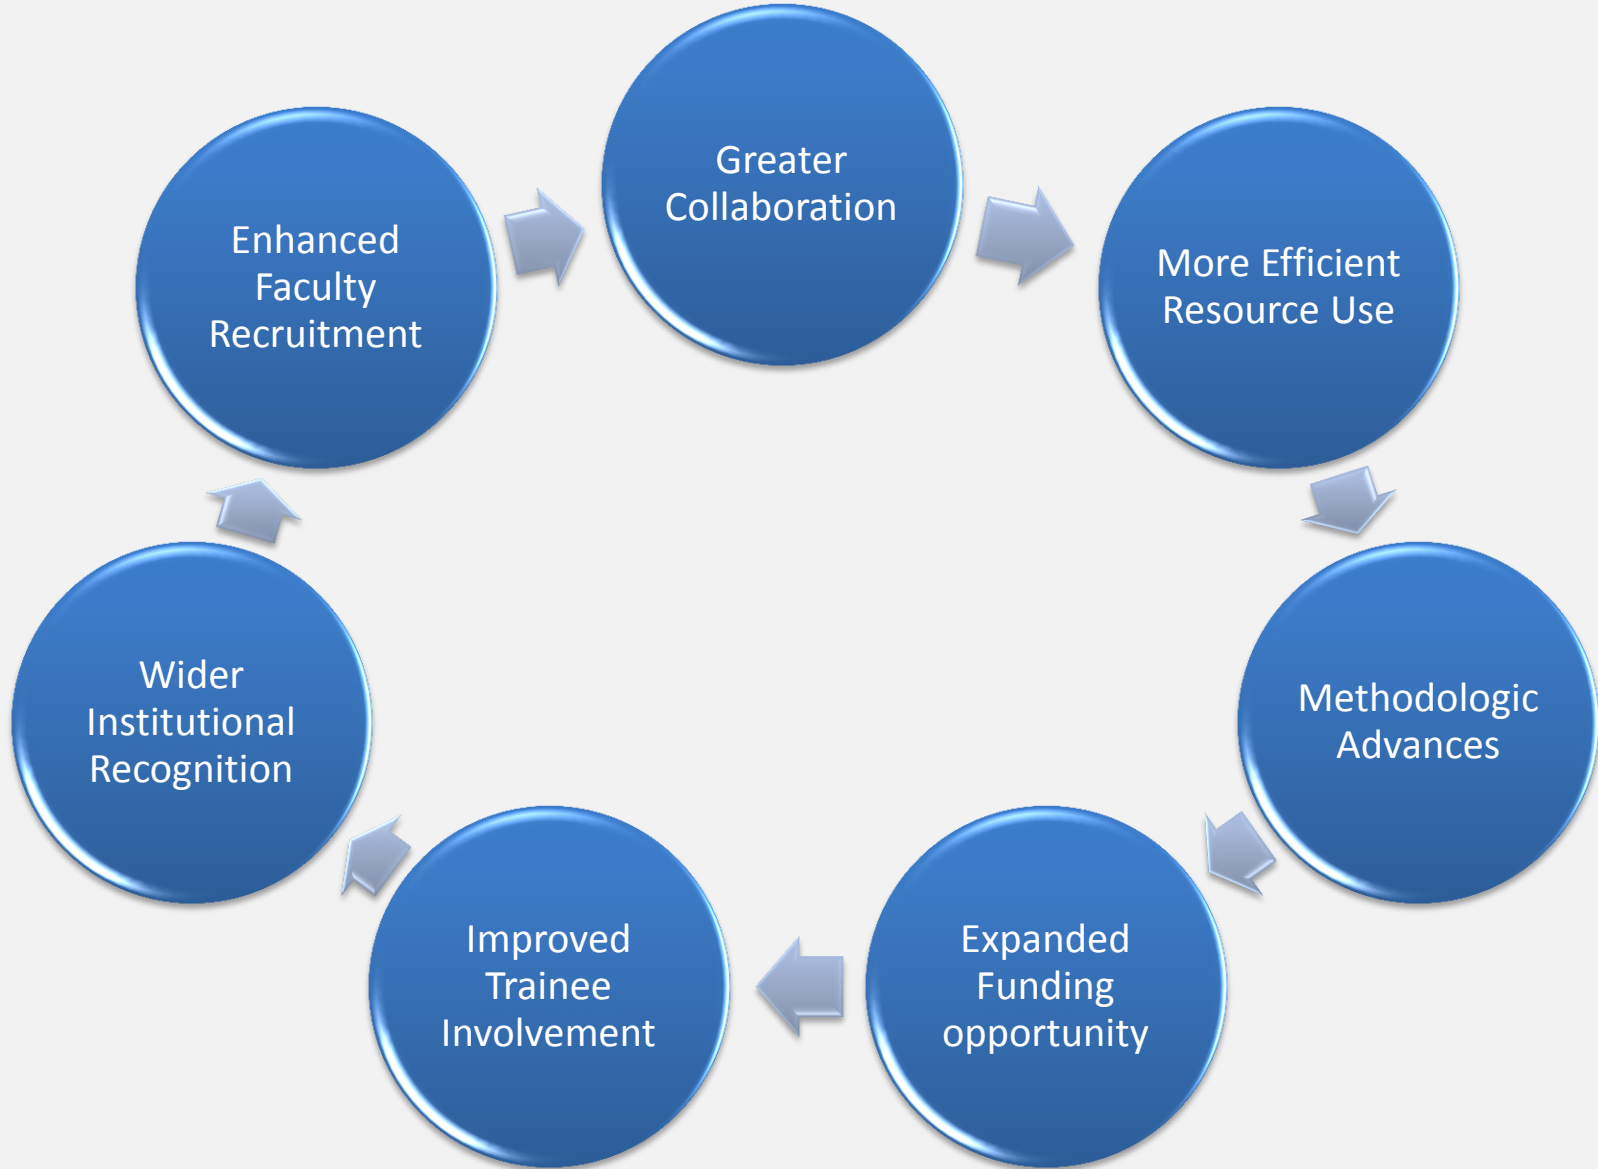 Greater
Collaboration
More Efficient
Resource Use
Methodologic
Advances
Expanded
Funding
opportunity
Improved
Trainee
Involvement
Wider
Institutional
Recognition
Enhanced
Faculty
Recruitment